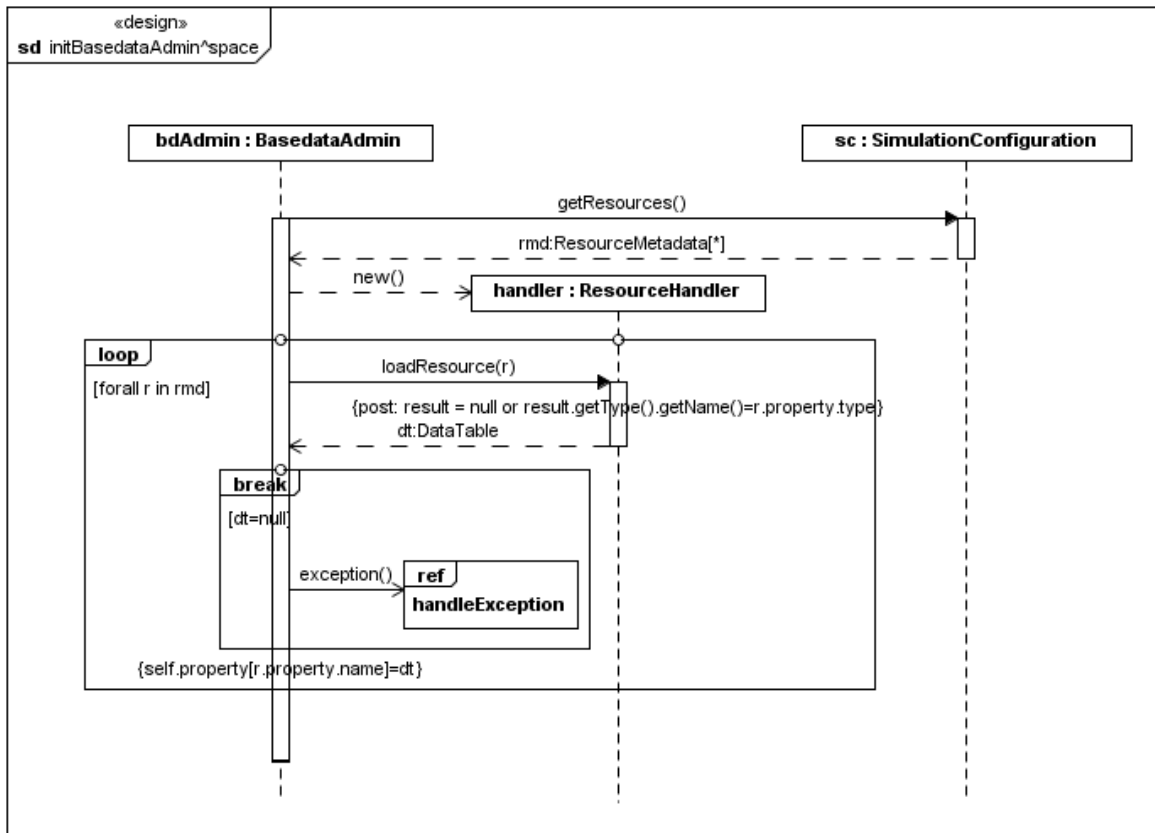 «design»
sd initBasedataAdmin^space
bdAdmin : BasedataAdmin
sc : SimulationConfiguration
getResources()
rmd:ResourceMetadata[*]
new()
handler : ResourceHandler
loop
[forall r in rmd]
loadResource(r)
{post: result = null or result.getType().getName()=r.property.type}
dt:DataTable
break
[dt=null]
exception()
ref
handleException
{self.property[r.property.name]=dt}